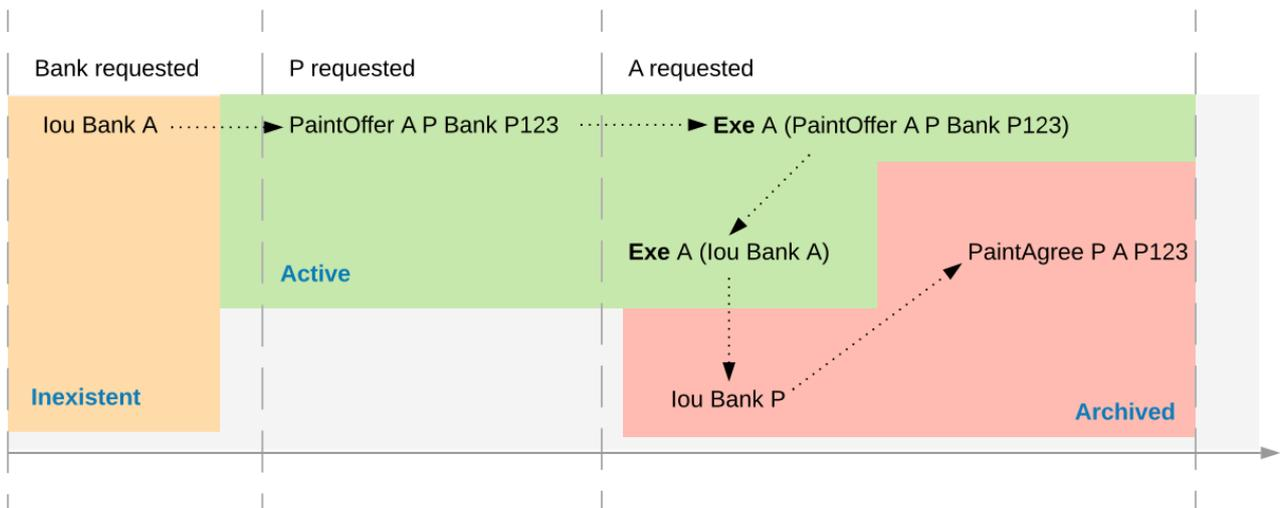 Bank requested
P requested
A requested
Iou Bank A
PaintOffer A P Bank P123
Exe A (PaintOffer A P Bank P123)
Exe A (Iou Bank A)
PaintAgree P A P123
Active
Inexistent
Iou Bank P
Archived